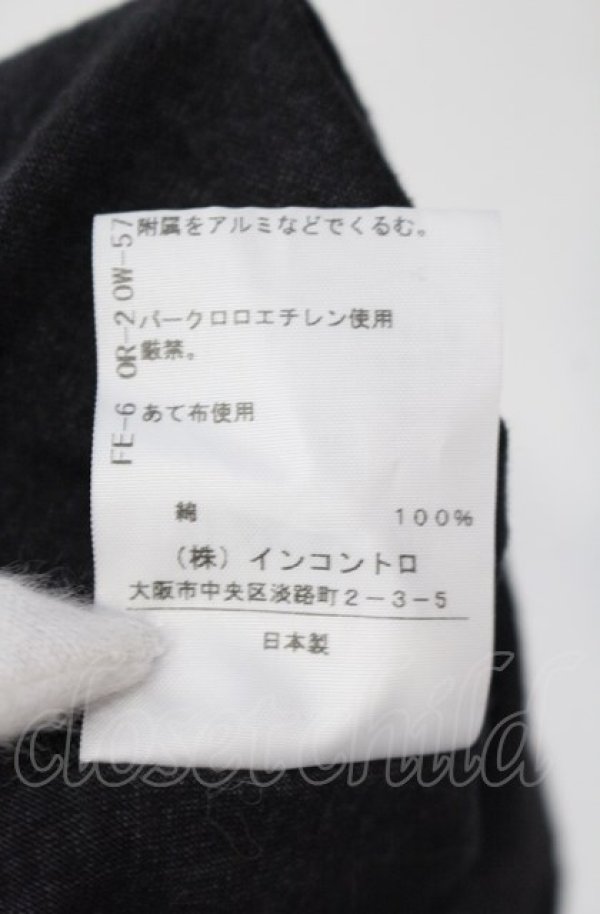 附属をアルミなどでくるむ。
パークロロエチレン使用
厳禁。
あて布使用
FE-6 OR-2 OW-57
綿 100%
(株)インコントロ
大阪市中央区淡路町2-3-5
日本製
closet child